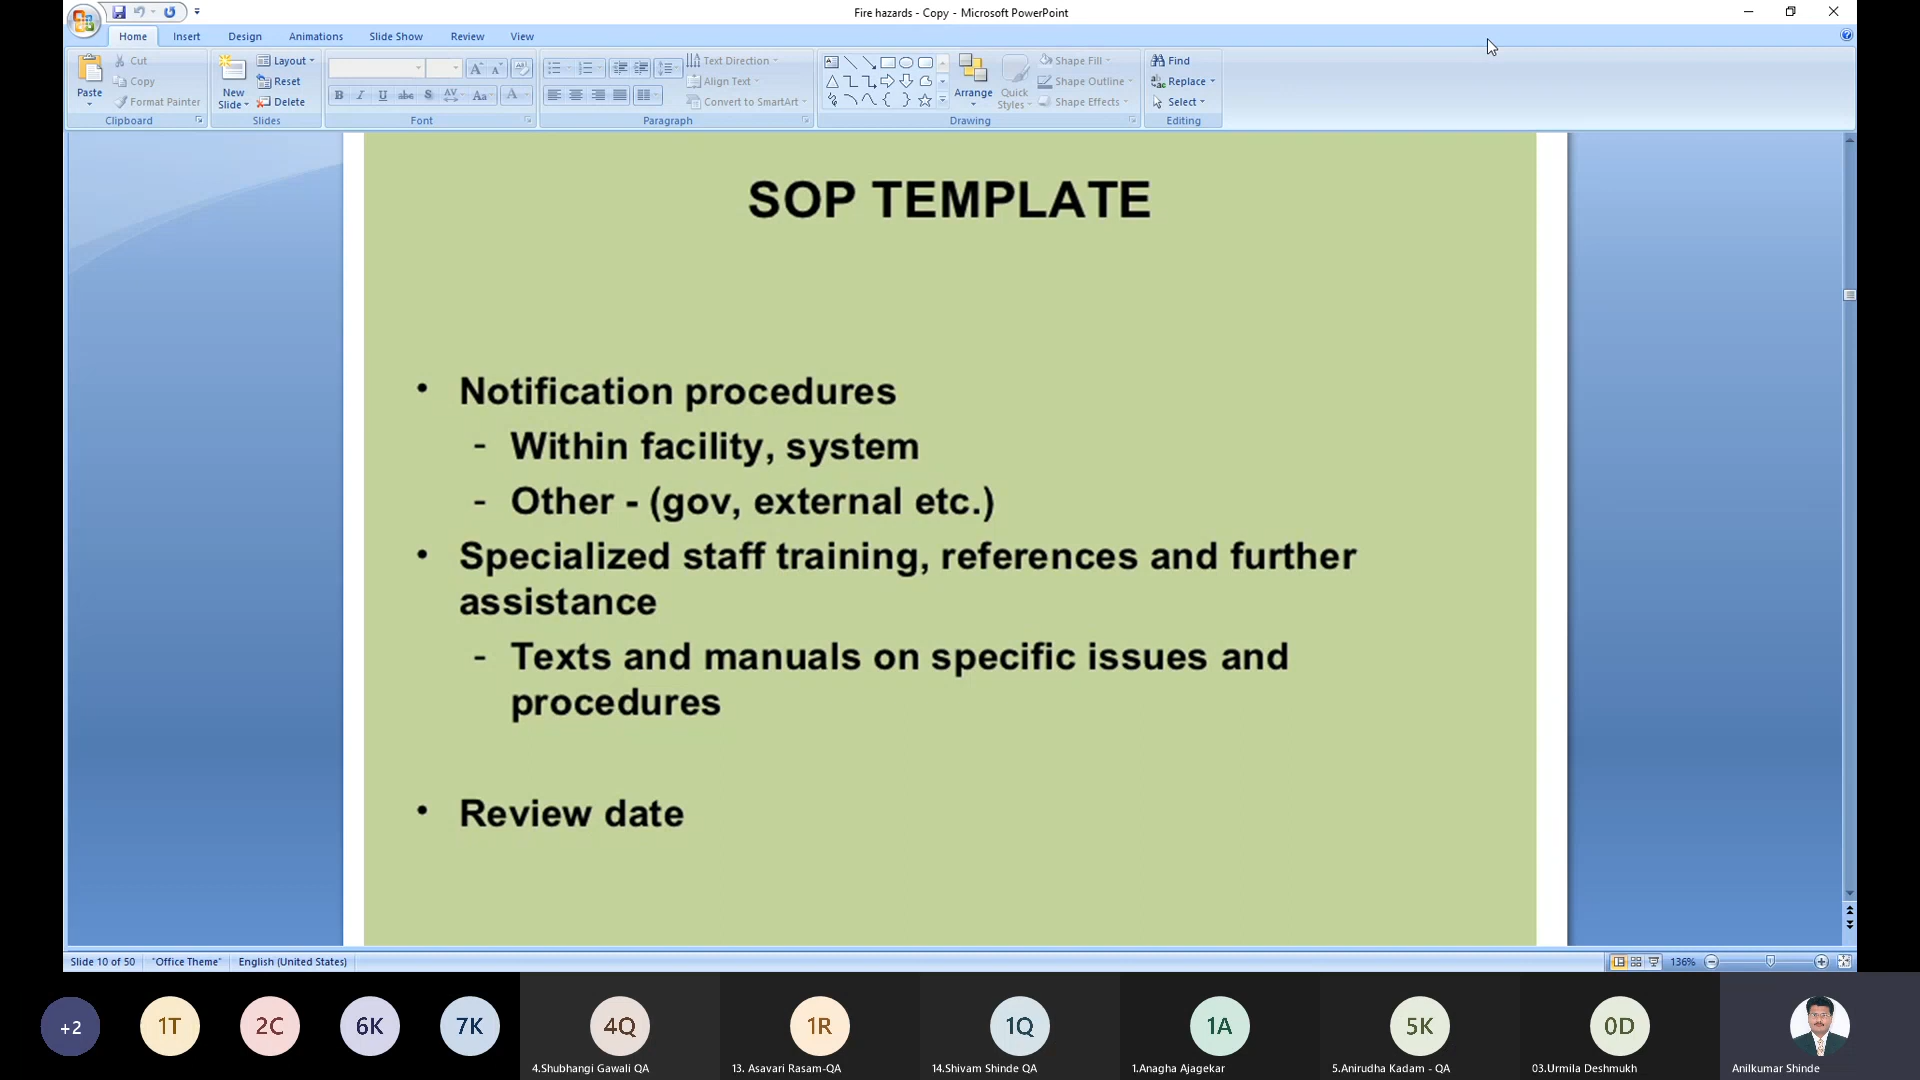 Fire hazards - Copy - Microsoft PowerPoint
Home Insert Design Animations Slide Show Review View
Paste Cut Copy Format Painter Clipboard
New Slide Layout Reset Delete Slides
B I U abc S AV Aa A Font
Text Direction Align Text Convert to SmartArt Paragraph
Arrange Quick Styles Shape Fill Shape Outline Shape Effects Drawing
Find Replace Select Editing
SOP TEMPLATE
• Notification procedures
- Within facility, system
- Other - (gov, external etc.)
• Specialized staff training, references and further
assistance
- Texts and manuals on specific issues and
procedures
• Review date
Slide 10 of 50 "Office Theme" English (United States) 136%
+2 1T 2C 6K 7K 4Q 1R 1Q 1A 5K 0D
4.Shubhangi Gawali QA 13. Asavari Rasam-QA 14.Shivam Shinde QA 1.Anagha Ajagekar 5.Anirudha Kadam - QA 03.Urmila Deshmukh Anilkumar Shinde